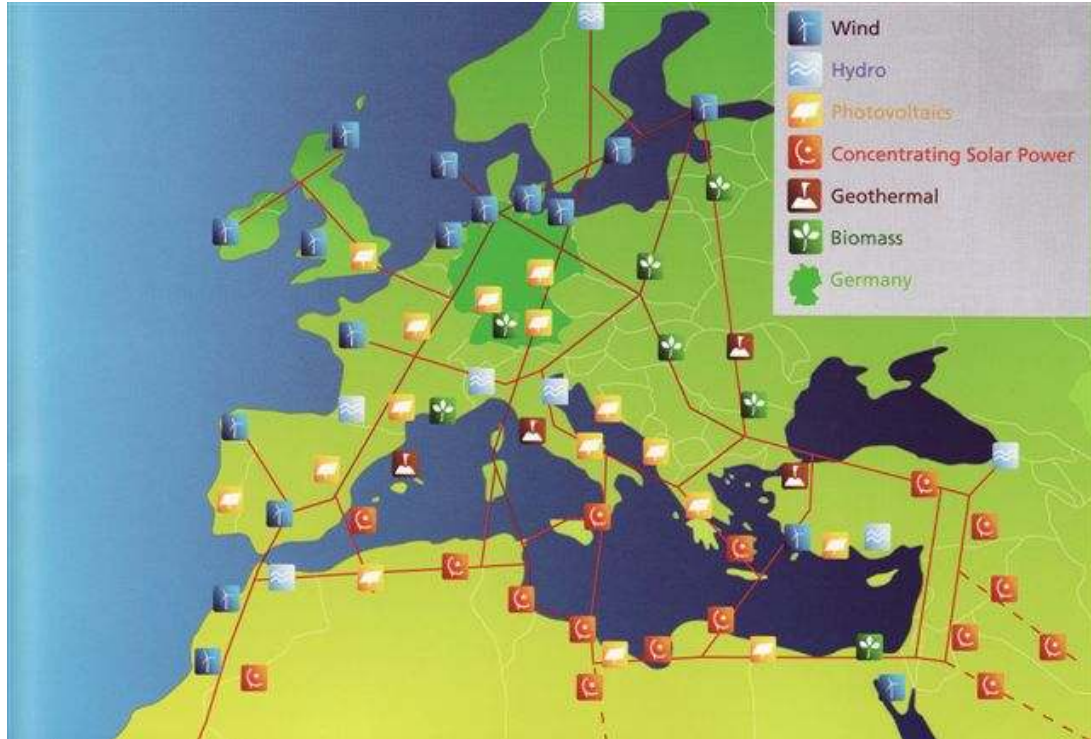 Wind
Hydro
Photovoltaics
Concentrating Solar Power
Geothermal
Biomass
Germany